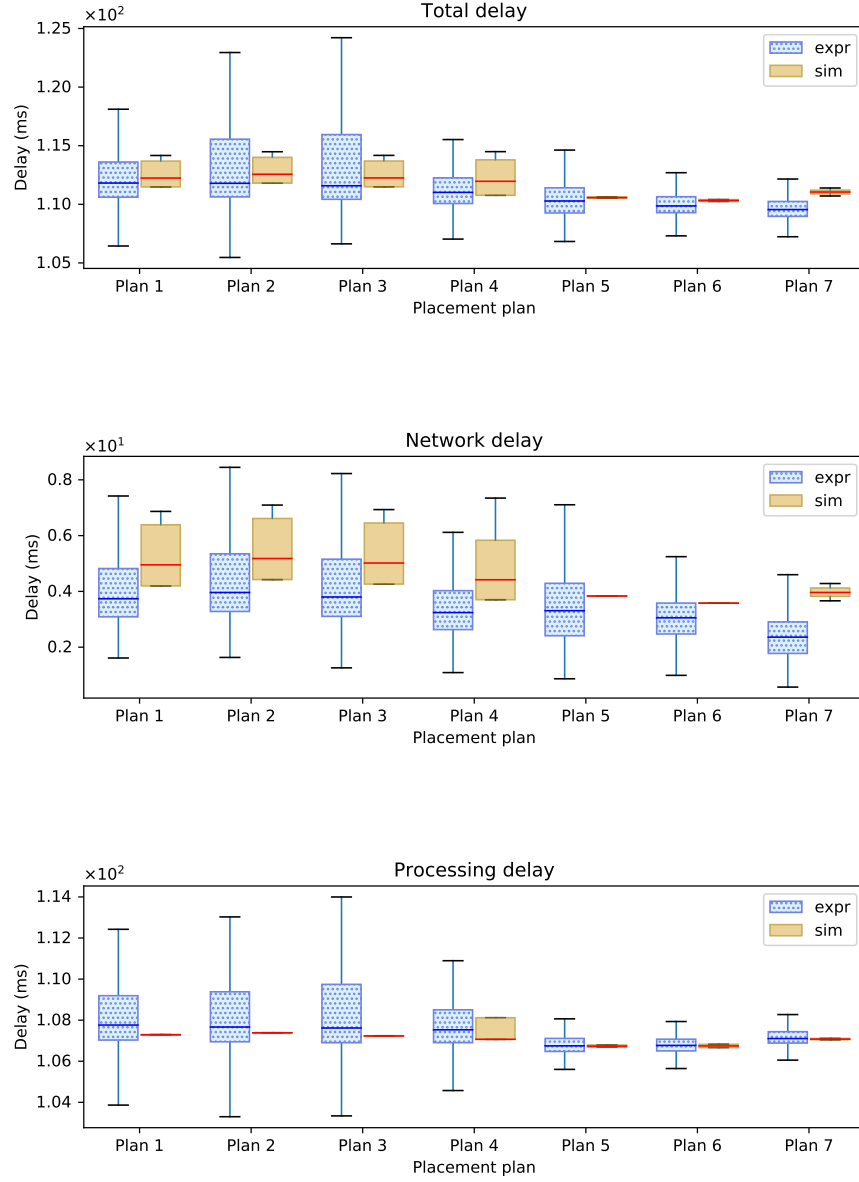 Total delay
×10²
1.25
1.20
1.15
1.10
1.05
Delay (ms)
expr
sim
Plan 1 Plan 2 Plan 3 Plan 4 Plan 5 Plan 6 Plan 7
Placement plan
Network delay
×10¹
0.8
0.6
0.4
0.2
Delay (ms)
expr
sim
Plan 1 Plan 2 Plan 3 Plan 4 Plan 5 Plan 6 Plan 7
Placement plan
Processing delay
×10²
1.14
1.10
1.08
1.06
1.04
Delay (ms)
expr
sim
Plan 1 Plan 2 Plan 3 Plan 4 Plan 5 Plan 6 Plan 7
Placement plan